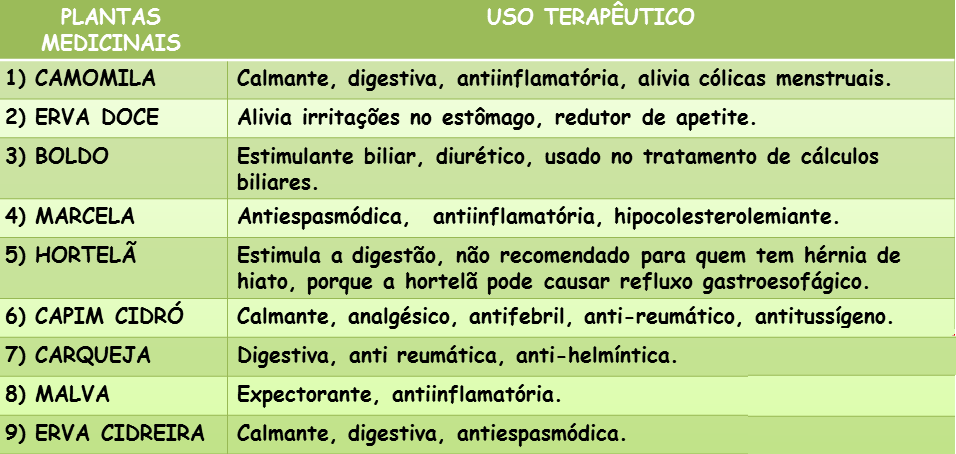 PLANTAS MEDICINAIS USO TERAPÊUTICO
1) CAMOMILA Calmante, digestiva, antiinflamatória, alivia cólicas menstruais.
2) ERVA DOCE Alivia irritações no estômago, redutor de apetite.
3) BOLDO Estimulante biliar, diurético, usado no tratamento de cálculos
biliares.
4) MARCELA Antiespasmódica, antiinflamatória, hipocolesterolemiante.
5) HORTELÃ Estimula a digestão, não recomendado para quem tem hérnia de
hiato, porque a hortelã pode causar refluxo gastroesofágico.
6) CAPIM CIDRÓ Calmante, analgésico, antifebril, anti-reumático, antitussígeno.
7) CARQUEJA Digestiva, anti reumática, anti-helmíntica.
8) MALVA Expectorante, antiinflamatória.
9) ERVA CIDREIRA Calmante, digestiva, antiespasmódica.